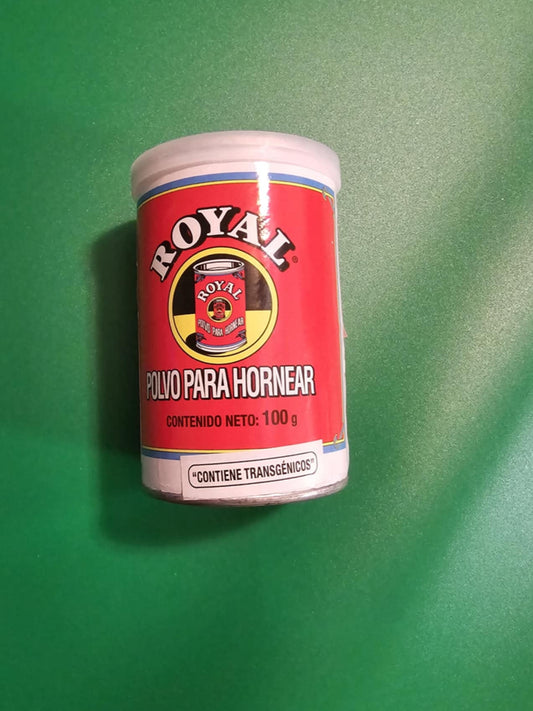 ROYAL®
ROYAL
POLVO PARA HORNEAR
POLVO PARA HORNEAR
CONTENIDO NETO: 100 g
"CONTIENE TRANSGÉNICOS"